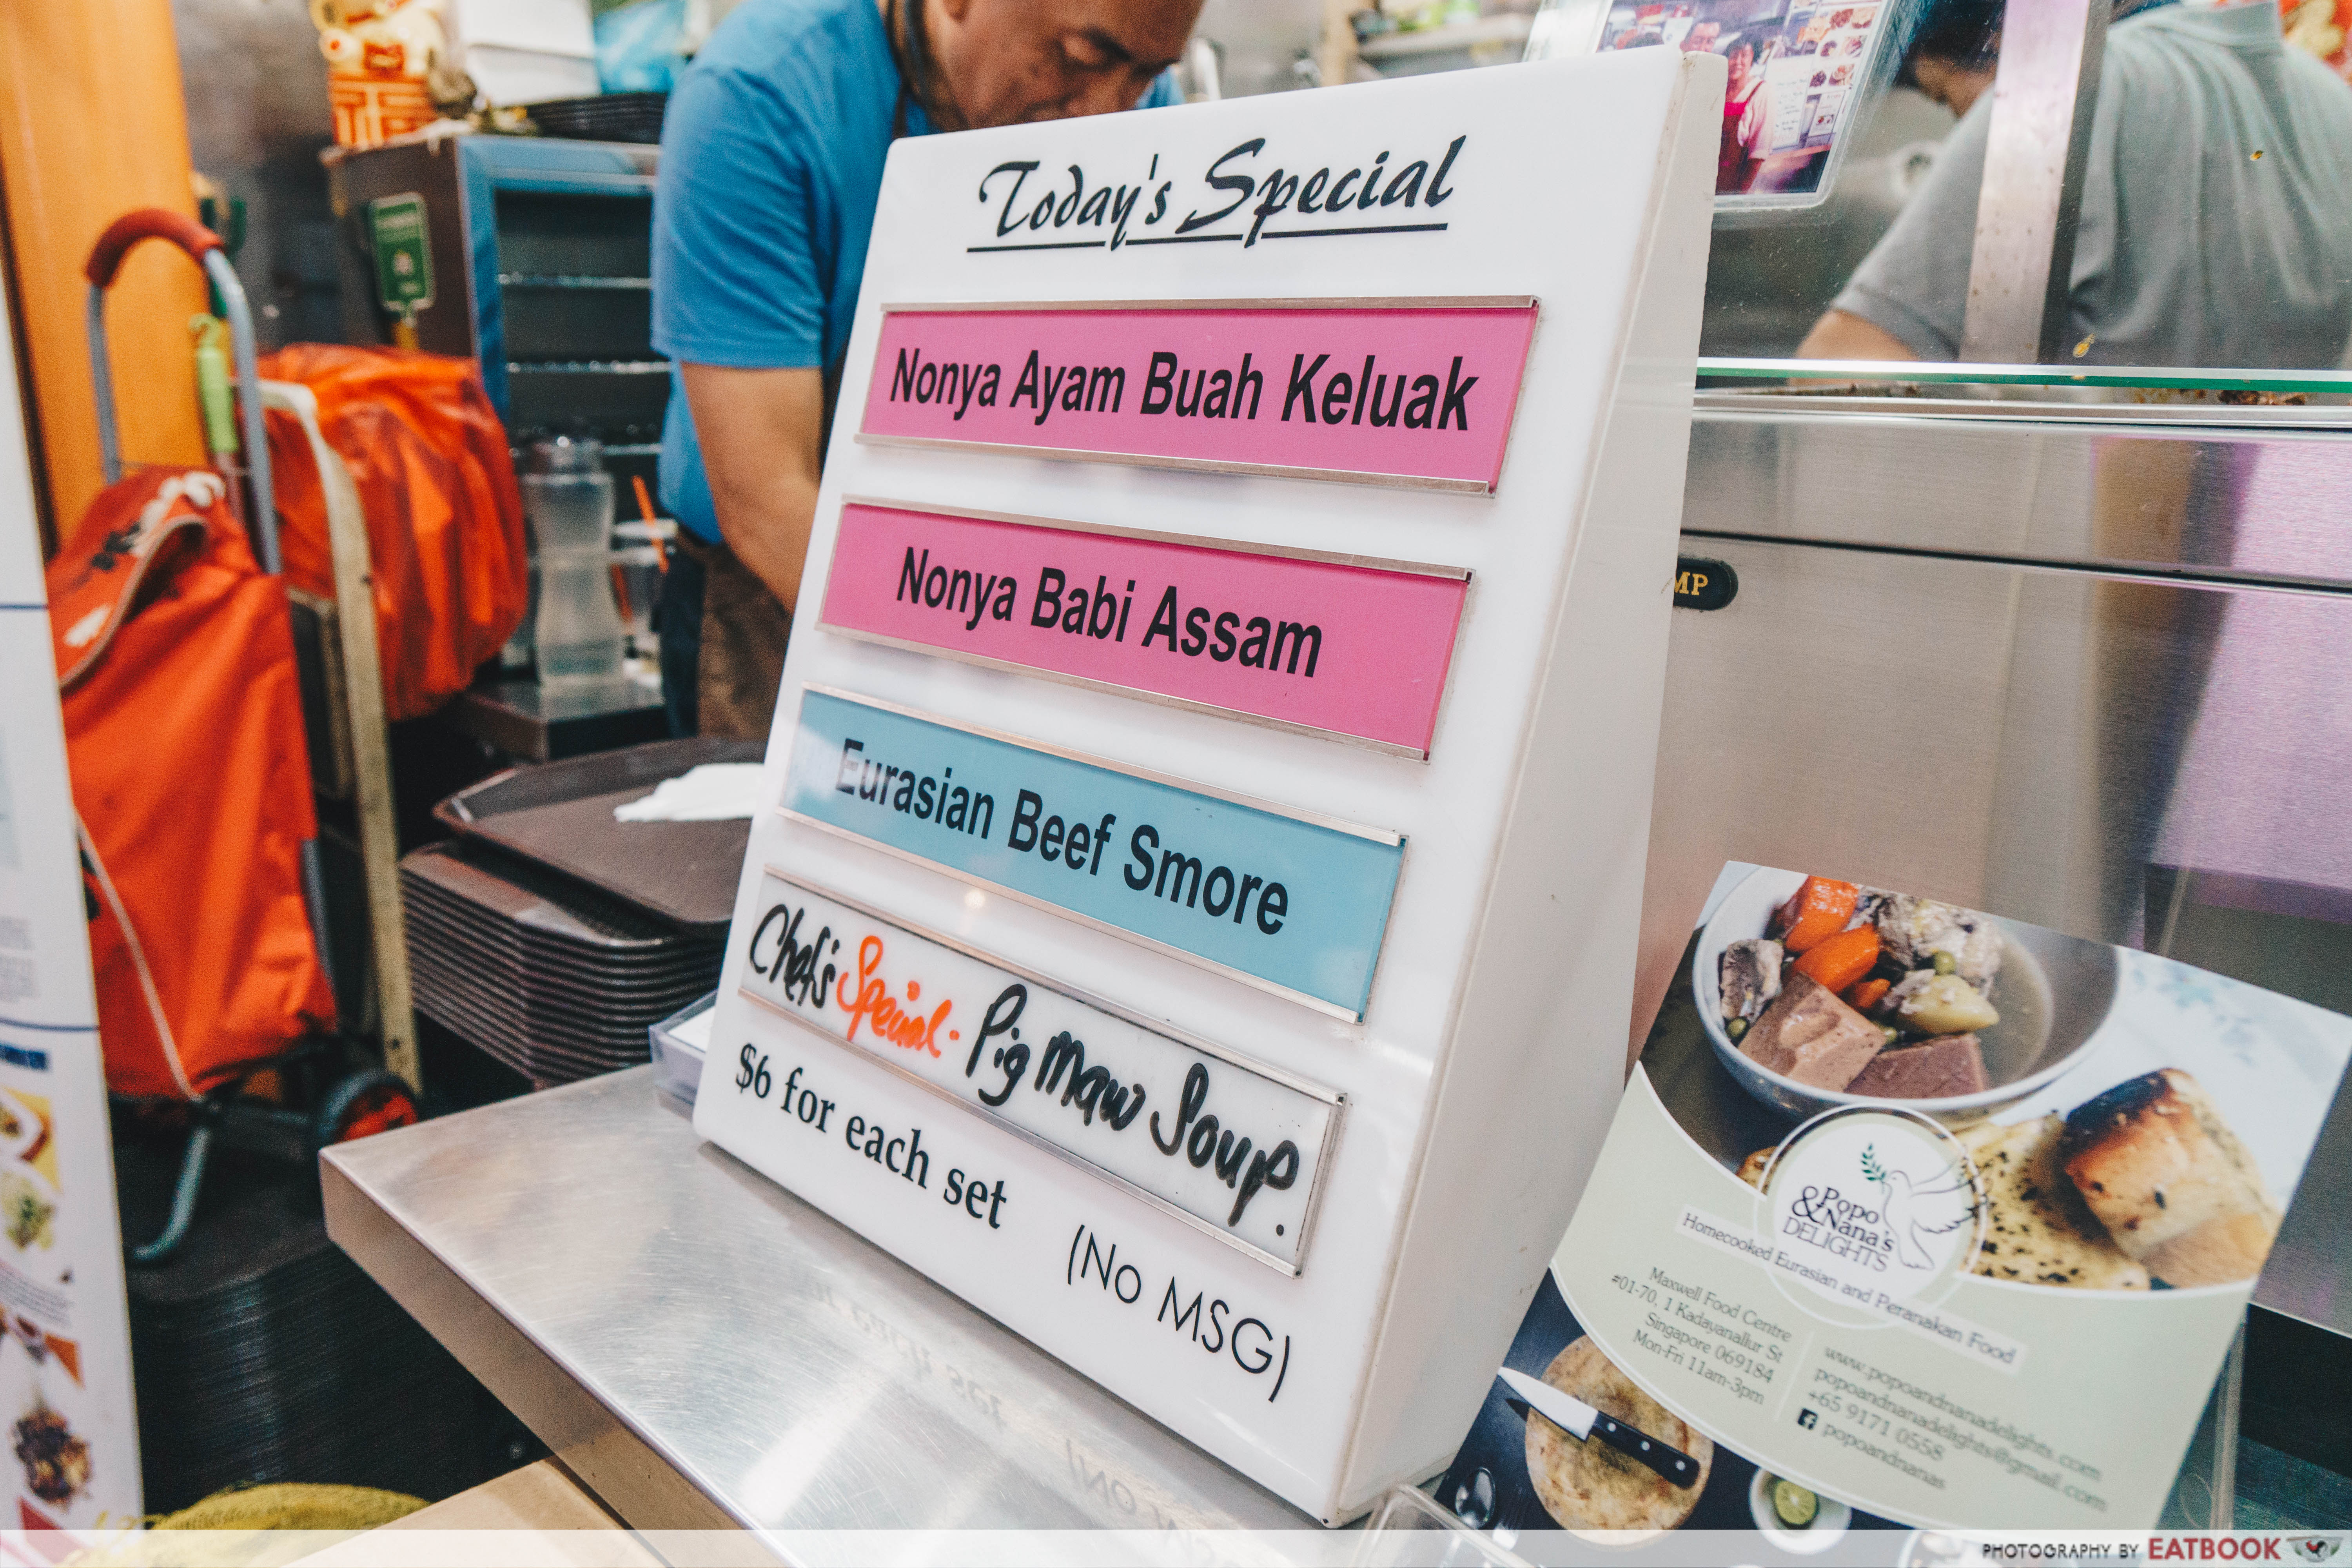 Today's Special
Nonya Ayam Buah Keluak
Nonya Babi Assam
Eurasian Beef Smore
Chef's Special. Pig Maw Soup.
$6 for each set
(No MSG)
MP
Popo
& Nana's
DELIGHTS
Homecooked Eurasian and Peranakan Food
Maxwell Food Centre
#01-70, 1 Kadayanallur St
Singapore 069184
Mon-Fri 11am-3pm
www.popoandnanadelights.com
popoandnanadelights@gmail.com
+65 9171 0558
popoandnanas
PHOTOGRAPHY BY EATBOOK